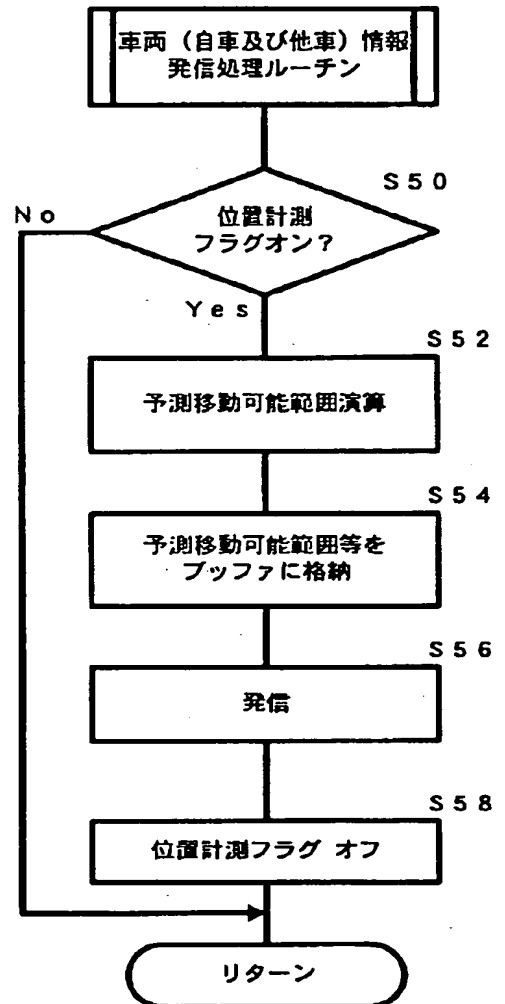 車両（自車及び他車）情報
発信処理ルーチン
S50
No
位置計測
フラグオン？
Yes
S52
予測移動可能範囲演算
S54
予測移動可能範囲等を
ブッファに格納
S56
発信
S58
位置計測フラグ オフ
リターン